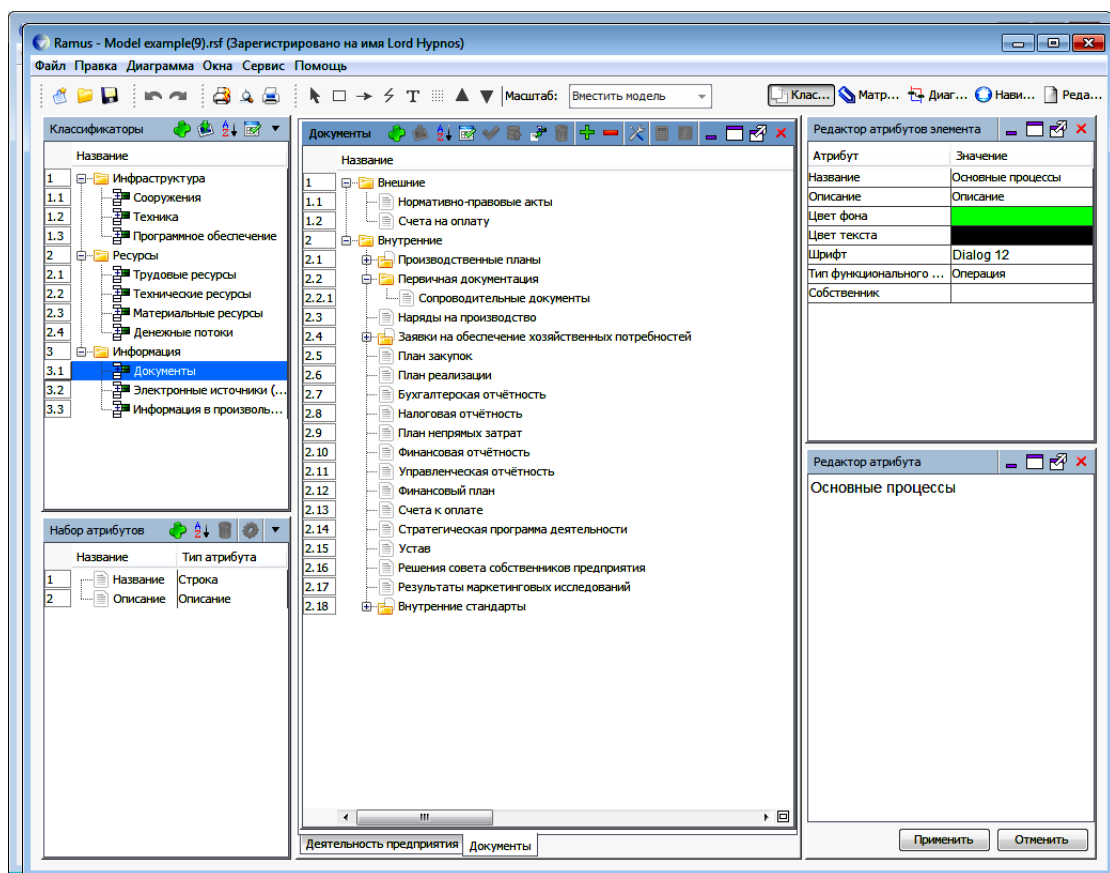 Ramus - Model example(9).rsf (Зарегистрировано на имя Lord Hypnos)
Файл Правка Диаграмма Окна Сервис Помощь
Масштаб: Вместить модель Клас... Матр... Диаг... Нави... Реда...
Классификаторы
Название
1 Инфраструктура
1.1 Сооружения
1.2 Техника
1.3 Программное обеспечение
2 Ресурсы
2.1 Трудовые ресурсы
2.2 Технические ресурсы
2.3 Материальные ресурсы
2.4 Денежные потоки
3 Информация
3.1 Документы
3.2 Электронные источники (...
3.3 Информация в произволь...
Набор атрибутов
Название Тип атрибута
1 Название Строка
2 Описание Описание
Документы
Название
1 Внешние
1.1 Нормативно-правовые акты
1.2 Счета на оплату
2 Внутренние
2.1 Производственные планы
2.2 Первичная документация
2.2.1 Сопроводительные документы
2.3 Наряды на производство
2.4 Заявки на обеспечение хозяйственных потребностей
2.5 План закупок
2.6 План реализации
2.7 Бухгалтерская отчётность
2.8 Налоговая отчётность
2.9 План непрямых затрат
2.10 Финансовая отчётность
2.11 Управленческая отчётность
2.12 Финансовый план
2.13 Счета к оплате
2.14 Стратегическая программа деятельности
2.15 Устав
2.16 Решения совета собственников предприятия
2.17 Результаты маркетинговых исследований
2.18 Внутренние стандарты
Деятельность предприятия Документы
Редактор атрибутов элемента
Атрибут Значение
Название Основные процессы
Описание Описание
Цвет фона
Цвет текста
Шрифт Dialog 12
Тип функционального ... Операция
Собственник
Редактор атрибута
Основные процессы
Применить Отменить